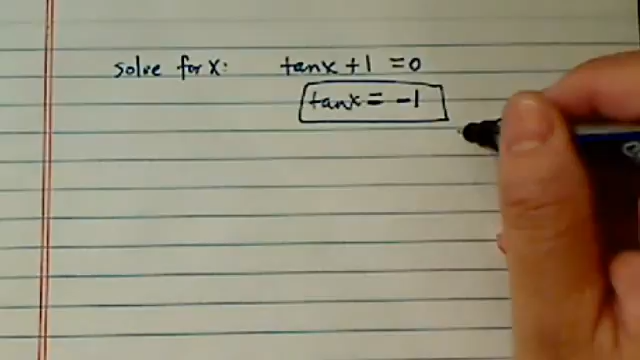 solve for x: tanx + 1 = 0
tanx = -1